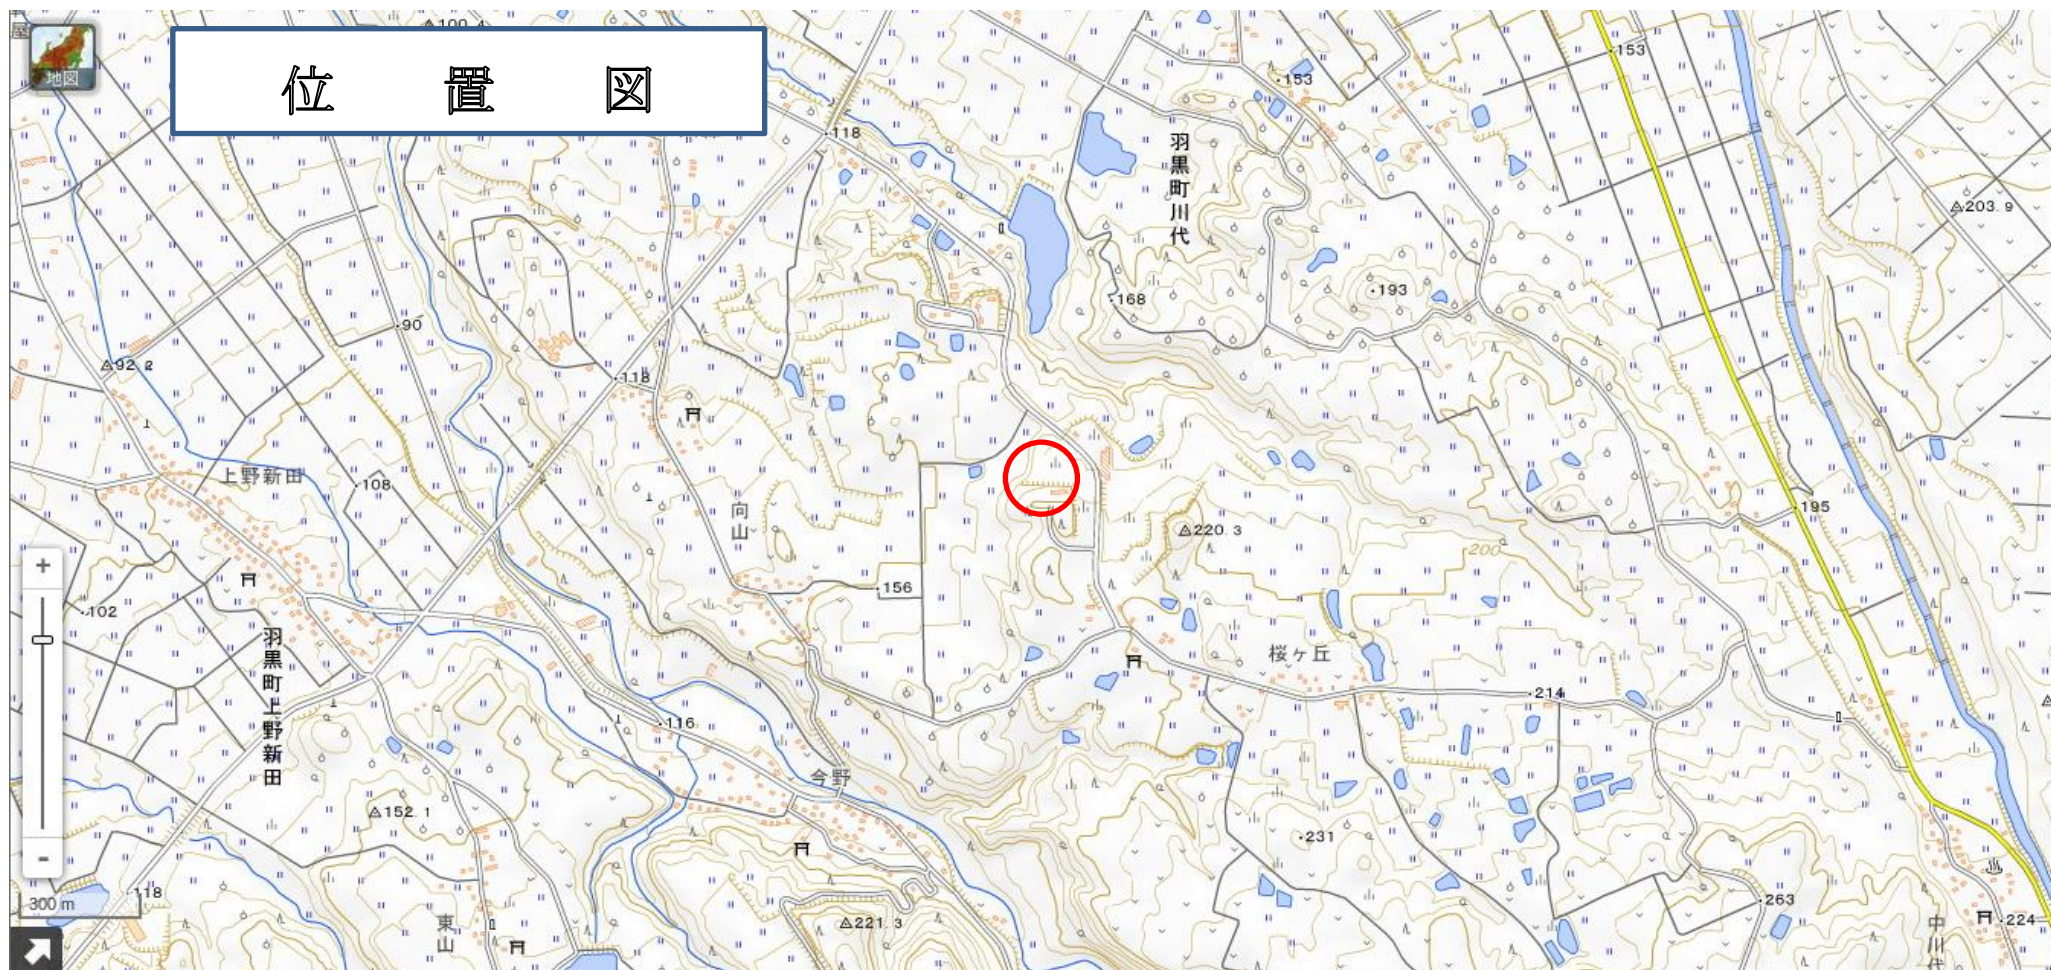 位 置 図
地図
100.4
153
153
118
羽黒町川代
203.9
193
168
90
92.2
118
上野新田
108
195
向山
220.3
200
156
102
桜ヶ丘
羽黒町上野新田
214
116
今野
152.1
231
118
263
300 m
東山
221.3
224
中川代
+
-